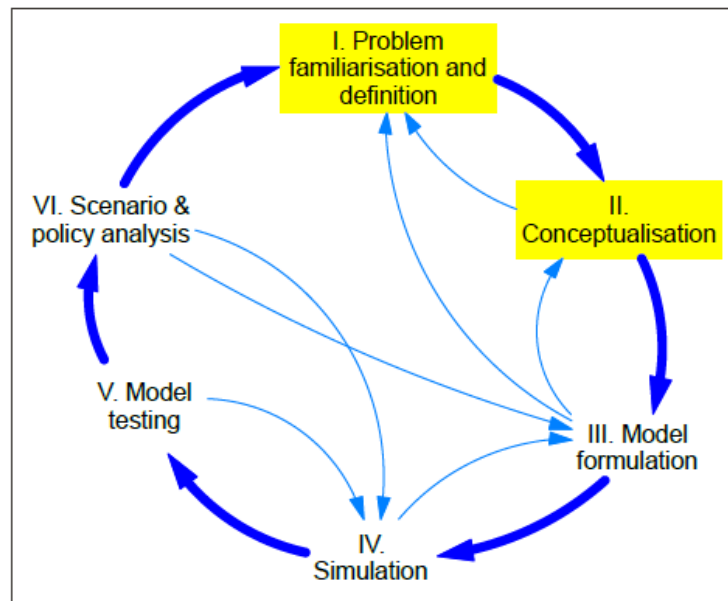 I. Problem
familiarisation and
definition
II.
Conceptualisation
III. Model
formulation
IV.
Simulation
V. Model
testing
VI. Scenario &
policy analysis